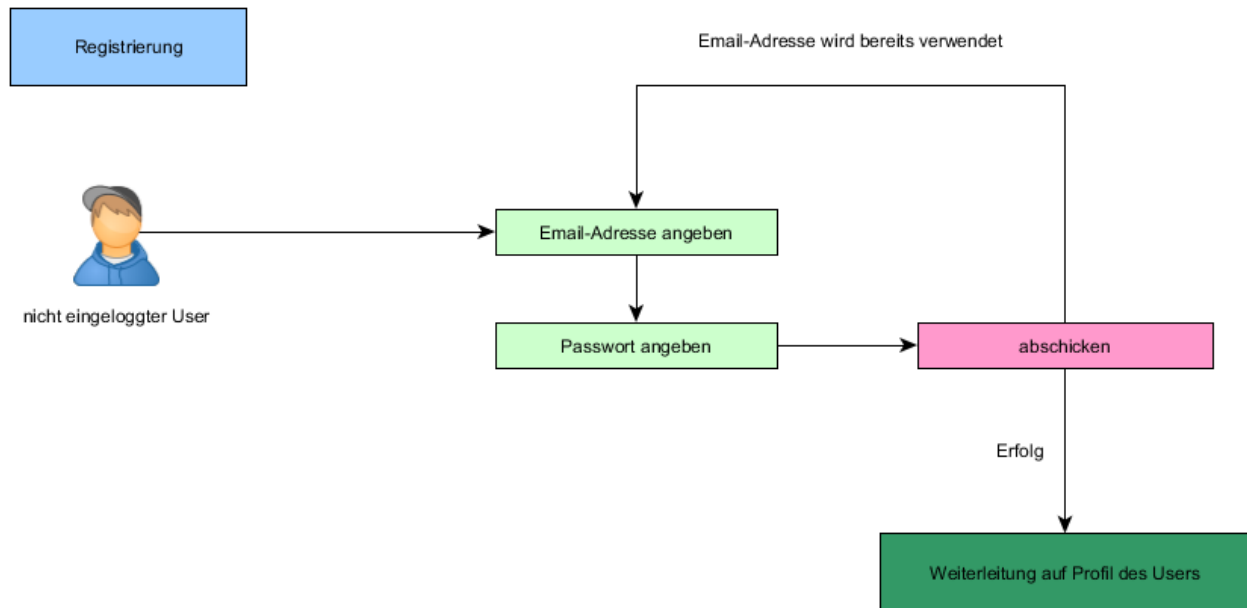 Registrierung
Email-Adresse wird bereits verwendet
Email-Adresse angeben
nicht eingeloggter User
Passwort angeben
abschicken
Erfolg
Weiterleitung auf Profil des Users